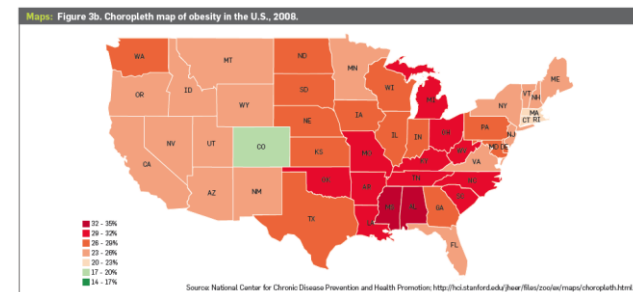 Maps: Figure 3b. Choropleth map of obesity in the U.S., 2008.
WA
MT
ND
MN
ME
OR
ID
WY
SD
WI
MI
NY
VT
NH
MA
CT RI
NV
UT
CO
NE
IA
IL
IN
OH
PA
NJ
CA
KS
MO
KY
WV
VA
MD
DE
AZ
NM
OK
AR
TN
NC
SC
TX
LA
MS
AL
GA
FL
32 - 35%
29 - 32%
26 - 29%
23 - 26%
20 - 23%
17 - 20%
14 - 17%
Source: National Center for Chronic Disease Prevention and Health Promotion; http://hci.stanford.edu/jheer/files/zoo/ex/maps/choropleth.html